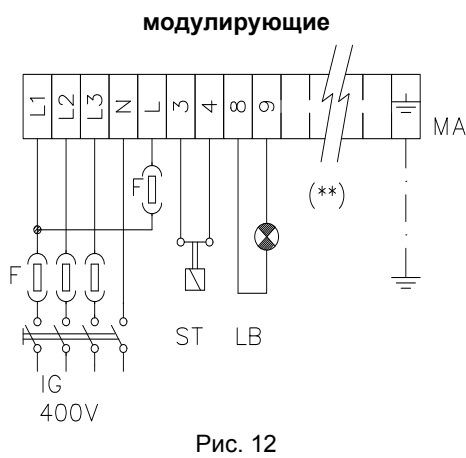 модулирующие
L1 L2 L3 N L 3 4 8 9
MA
F
(**)
F
ST LB
IG
400V
Рис. 12